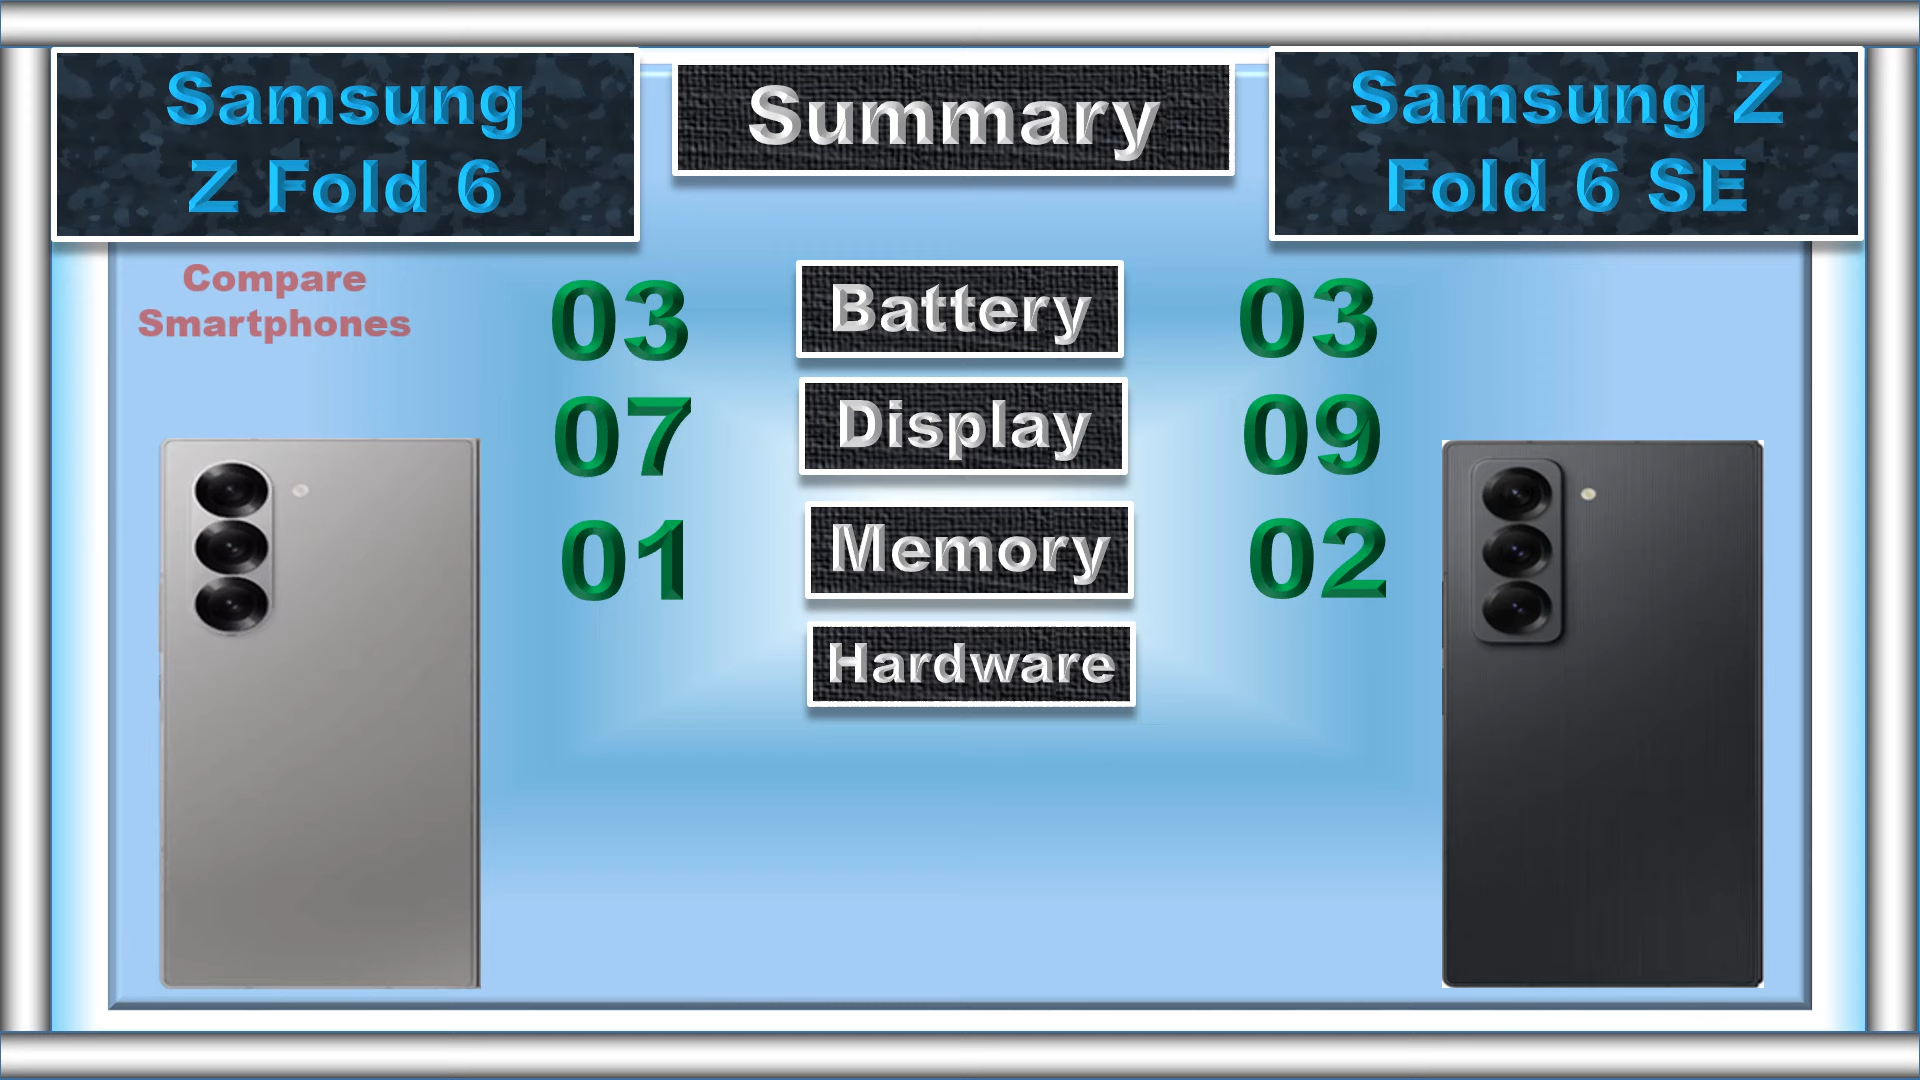 Samsung
Z Fold 6
Summary
Samsung Z
Fold 6 SE
Compare
Smartphones
03 Battery 03
07 Display 09
01 Memory 02
Hardware